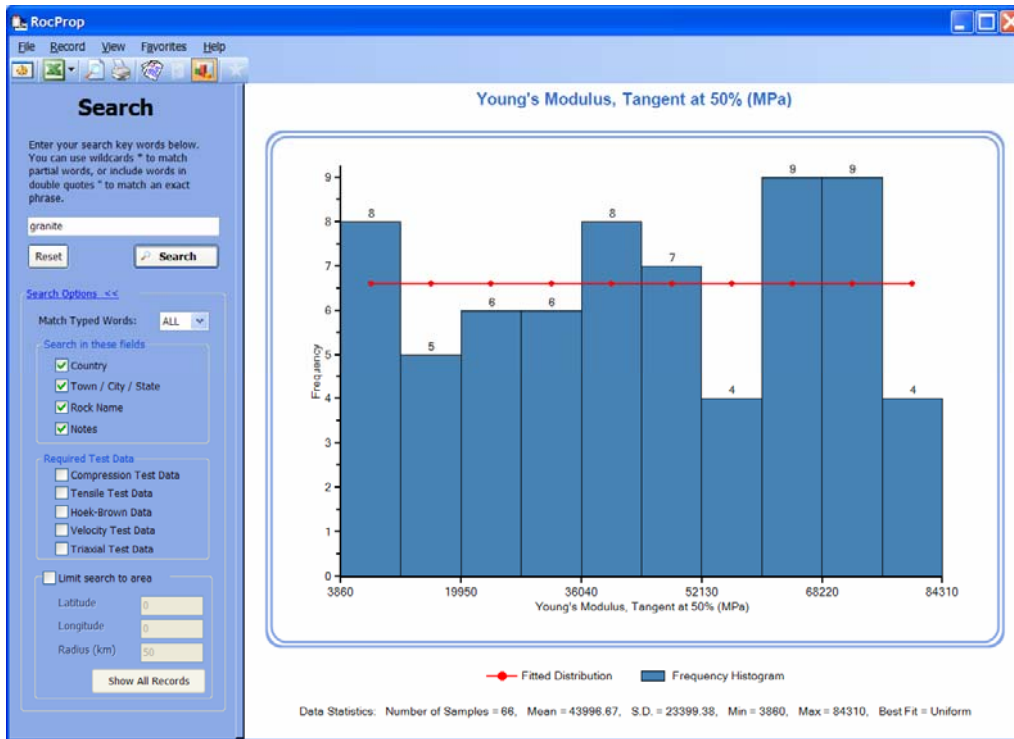 RocProp
File Record View Favorites Help
Search
Enter your search key words below.
You can use wildcards * to match
partial words, or include words in
double quotes " to match an exact
phrase.
granite
Reset Search
Search Options <<
Match Typed Words: ALL
Search in these fields
Country
Town / City / State
Rock Name
Notes
Required Test Data
Compression Test Data
Tensile Test Data
Hoek-Brown Data
Velocity Test Data
Triaxial Test Data
Limit search to area
Latitude 0
Longitude 0
Radius (km) 50
Show All Records
Young's Modulus, Tangent at 50% (MPa)
Frequency
9
8
7
6
5
4
3
2
1
0
8
5
6
6
8
7
4
9
9
4
3860 19950 36040 52130 68220 84310
Young's Modulus, Tangent at 50% (MPa)
Fitted Distribution Frequency Histogram
Data Statistics: Number of Samples = 66, Mean = 43996.67, S.D. = 23399.38, Min = 3860, Max = 84310, Best Fit = Uniform